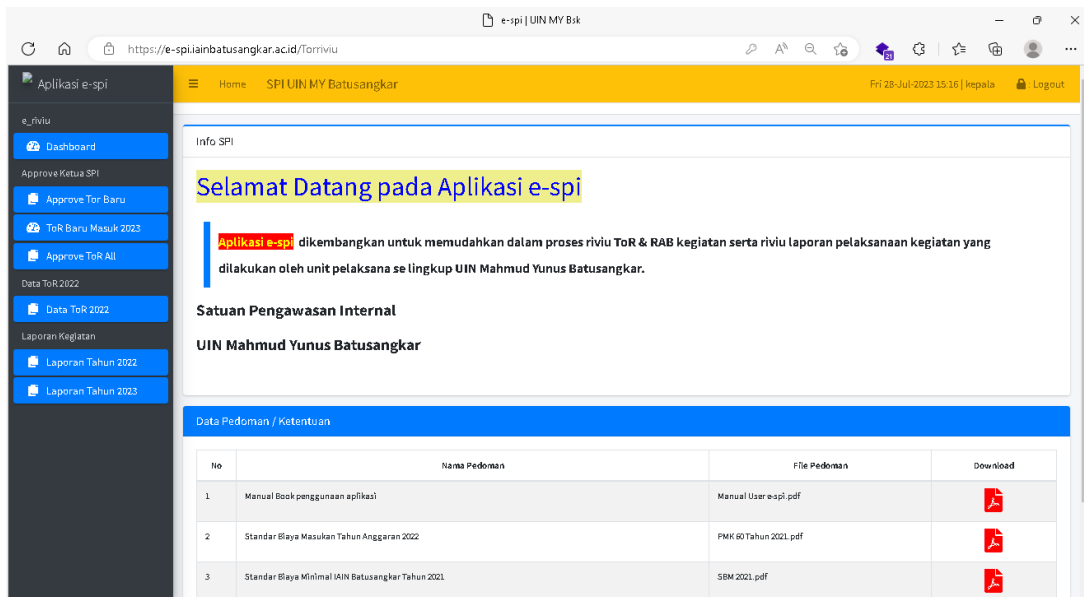 e-spi | UIN MY Bsk
https://e-spi.iainbatusangkar.ac.id/Torriviu
21
Aplikasi e-spi
Home SPI UIN MY Batusangkar
Fri 28-Jul-2023 15:16 | kepala : Logout
e_riviu
Dashboard
Approve Ketua SPI
Approve Tor Baru
ToR Baru Masuk 2023
Approve ToR All
Data ToR 2022
Data ToR 2022
Laporan Kegiatan
Laporan Tahun 2022
Laporan Tahun 2023
Info SPI
Selamat Datang pada Aplikasi e-spi
Aplikasi e-spi dikembangkan untuk memudahkan dalam proses riviu ToR & RAB kegiatan serta riviu laporan pelaksanaan kegiatan yang
dilakukan oleh unit pelaksana se lingkup UIN Mahmud Yunus Batusangkar.
Satuan Pengawasan Internal
UIN Mahmud Yunus Batusangkar
Data Pedoman / Ketentuan
No Nama Pedoman File Pedoman Download
1 Manual Book penggunaan aplikasi Manual User e-spi.pdf
2 Standar Biaya Masukan Tahun Anggaran 2022 PMK 60 Tahun 2021.pdf
3 Standar Biaya Minimal IAIN Batusangkar Tahun 2021 SBM 2021.pdf